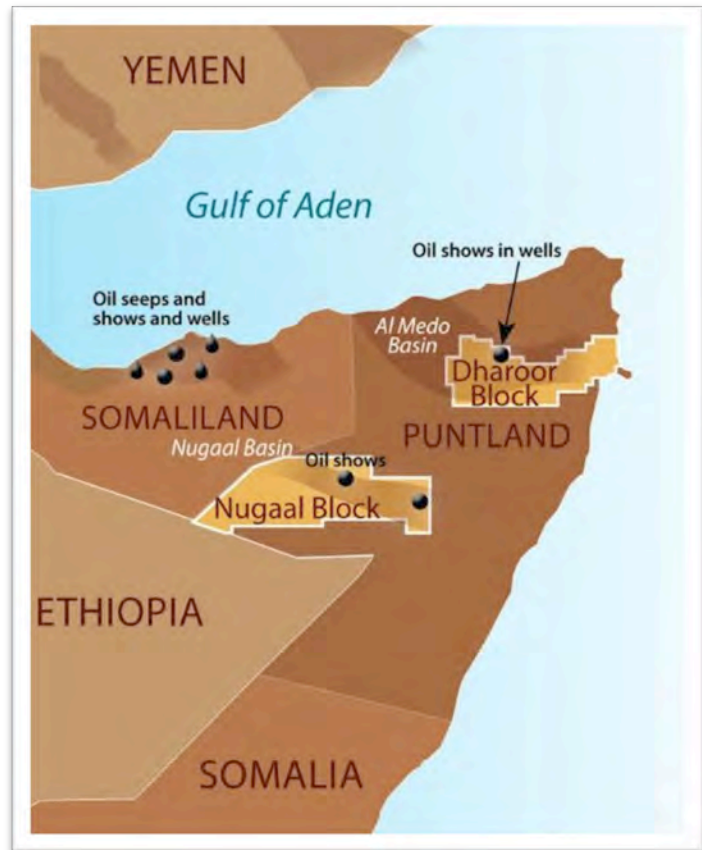 YEMEN
Gulf of Aden
Oil shows in wells
Oil seeps and
shows and wells
Al Medo
Basin
Dharoor
Block
SOMALILAND
PUNTLAND
Nugaal Basin
Oil shows
Nugaal Block
ETHIOPIA
SOMALIA